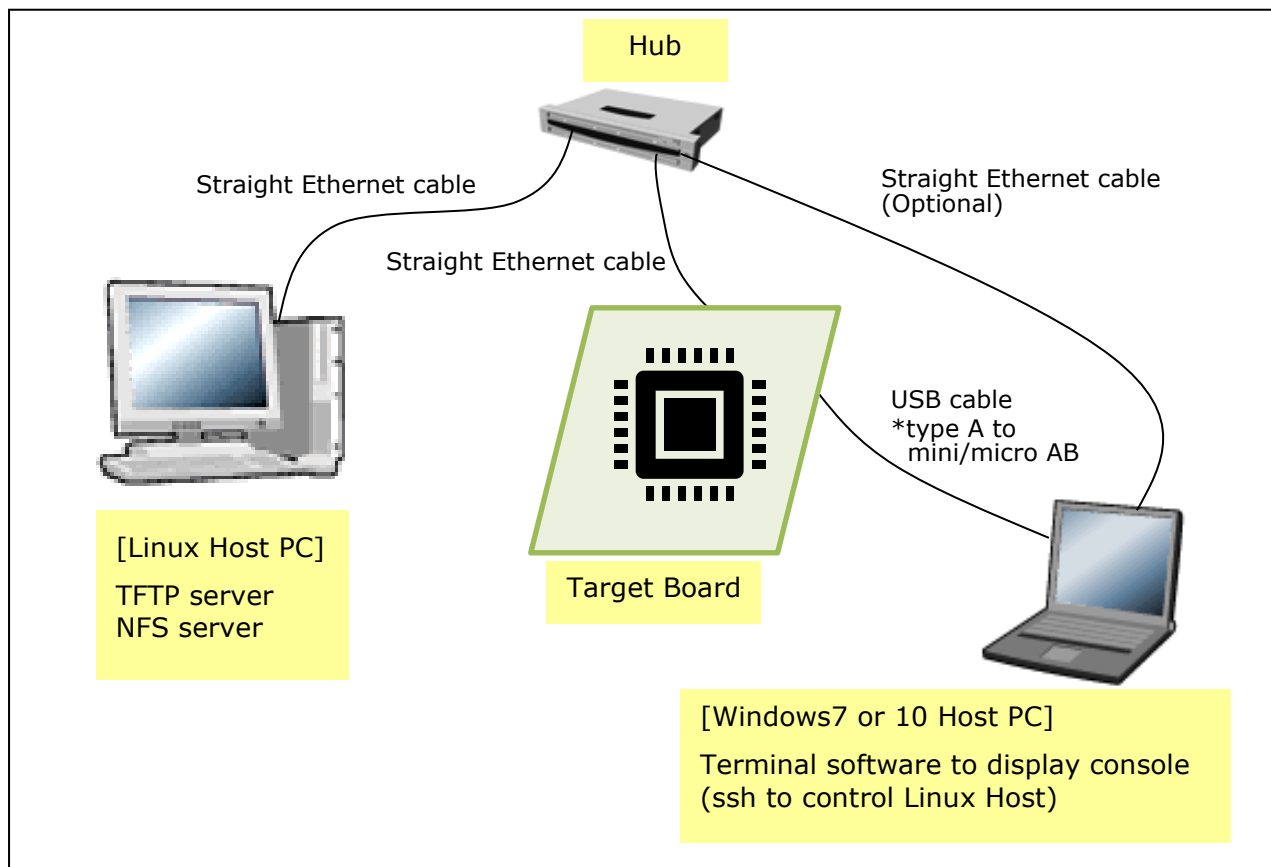 Hub
Straight Ethernet cable
Straight Ethernet cable
(Optional)
Straight Ethernet cable
USB cable
*type A to
mini/micro AB
[Linux Host PC]
TFTP server
NFS server
Target Board
[Windows7 or 10 Host PC]
Terminal software to display console
(ssh to control Linux Host)